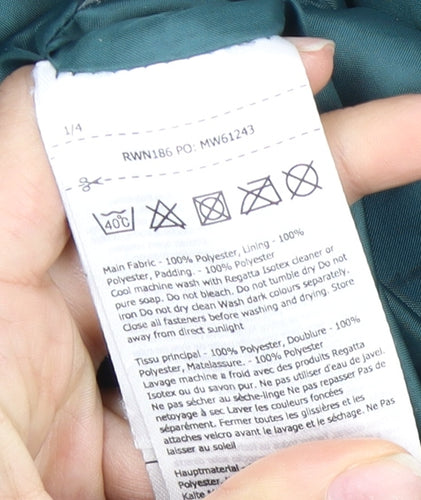 1/4
RWN186 PO: MW61243
40°C
Main Fabric - 100% Polyester, Lining - 100%
Polyester, Padding. - 100% Polyester
Cool machine wash with Regatta Isotex cleaner or
pure soap. Do not bleach. Do not tumble dry Do not
iron Do not dry clean Wash dark colours separately.
Close all fasteners before washing and drying. Store
away from direct sunlight
Tissu principal - 100% Polyester, Doublure - 100%
Polyester, Matelassure. - 100% Polyester
Lavage machine a froid avec des produits Regatta
Isotex ou du savon pur. Ne pas utiliser d'eau de javel.
Ne pas sécher au sèche-linge Ne pas repasser Pas de
nettoyage à sec Laver les couleurs foncées
séparément. Fermer toutes les glissières et les
attaches velcro avant le lavage et le séchage. Ne pas
laisser au soleil
Hauptmaterial -
Polyester,
Kalte